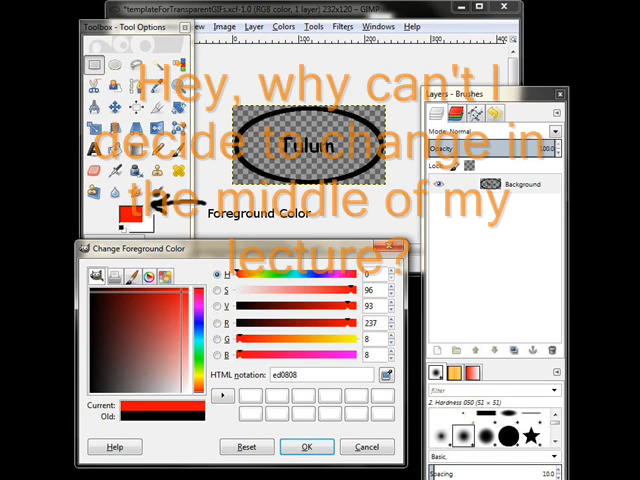 *templateForTransparentGIFs.xcf-1.0 (RGB color, 1 layer) 232x120 – GIMP
Toolbox - Tool Options
View Image Layer Colors Tools Filters Windows Help
Hey, why can't I
decide to change in
the middle of my
lecture?
Tulum
Foreground Color
Layers - Brushes
Mode: Normal
Opacity 100.0
Lock:
Background
Change Foreground Color
H 0
S 96
V 93
R 237
G 8
B 8
HTML notation: ed0808
Current:
Old:
Help Reset OK Cancel
filter
2. Hardness 050 (51 × 51)
Basic,
Spacing 10.0